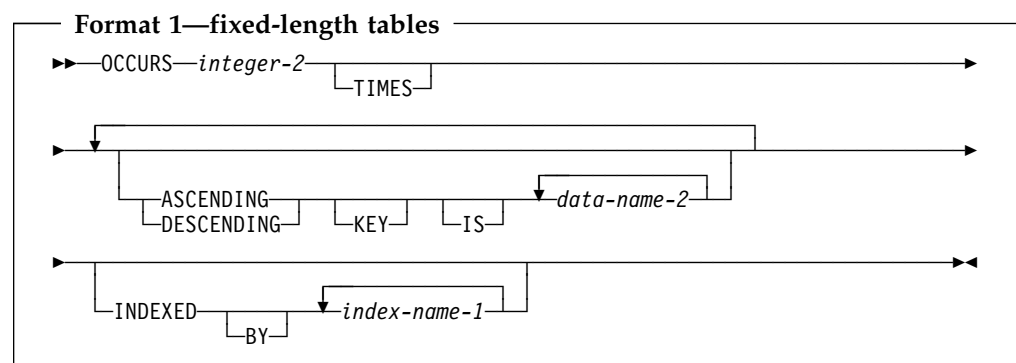 Format 1—fixed-length tables
OCCURS integer-2
TIMES
ASCENDING data-name-2
DESCENDING KEY IS
INDEXED index-name-1
BY